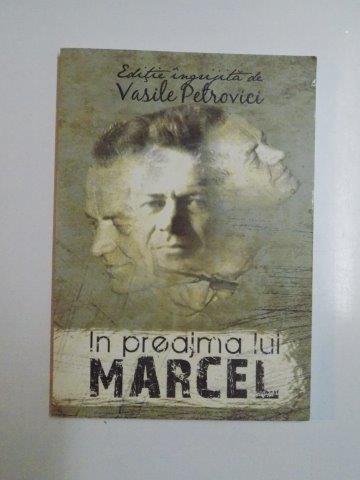 Ediție îngrijită de
Vasile Petrovici
In preajma lui
MARCEL